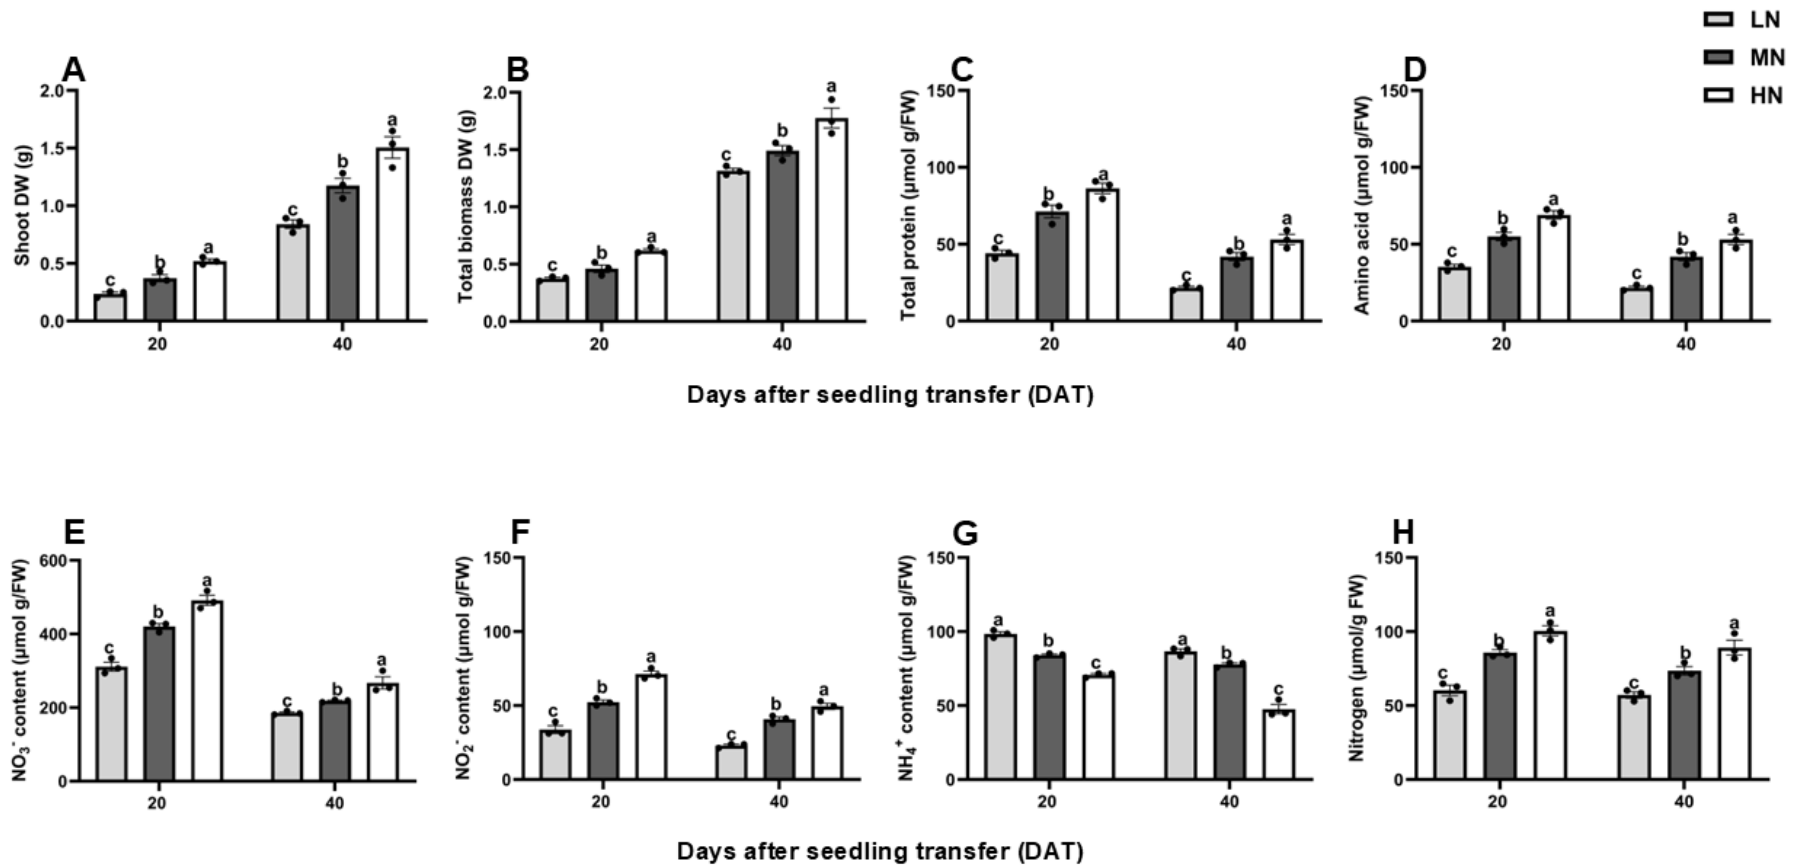 LN
MN
HN
A
Shoot DW (g)
2.0
1.5
1.0
0.5
0.0
c b a c b a
20 40
B
Total biomass DW (g)
2.0
1.5
1.0
0.5
0.0
c b a c b a
20 40
C
Total protein (µmol g/FW)
150
100
50
0
c b a c b a
20 40
D
Amino acid (µmol g/FW)
150
100
50
0
c b a c b a
20 40
Days after seedling transfer (DAT)
E
NO₃⁻ content (µmol g/FW)
600
400
200
0
c b a c b a
20 40
F
NO₂⁻ content (µmol g/FW)
150
100
50
0
c b a c b a
20 40
G
NH₄⁺ content (µmol g/FW)
150
100
50
0
a b c a b c
20 40
H
Nitrogen (µmol/g FW)
150
100
50
0
c b a c b a
20 40
Days after seedling transfer (DAT)